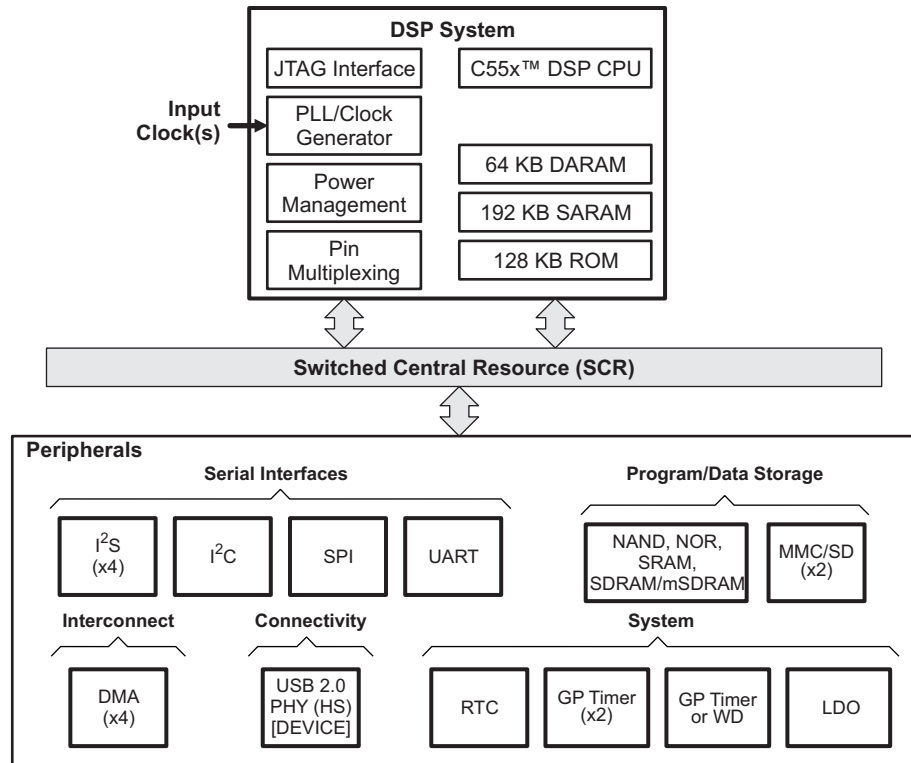 DSP System
JTAG Interface
C55x™ DSP CPU
Input
Clock(s)
PLL/Clock
Generator
64 KB DARAM
Power
Management
192 KB SARAM
Pin
Multiplexing
128 KB ROM
Switched Central Resource (SCR)
Peripherals
Serial Interfaces
Program/Data Storage
I²S
(x4)
I²C
SPI
UART
NAND, NOR,
SRAM,
SDRAM/mSDRAM
MMC/SD
(x2)
Interconnect
Connectivity
System
DMA
(x4)
USB 2.0
PHY (HS)
[DEVICE]
RTC
GP Timer
(x2)
GP Timer
or WD
LDO